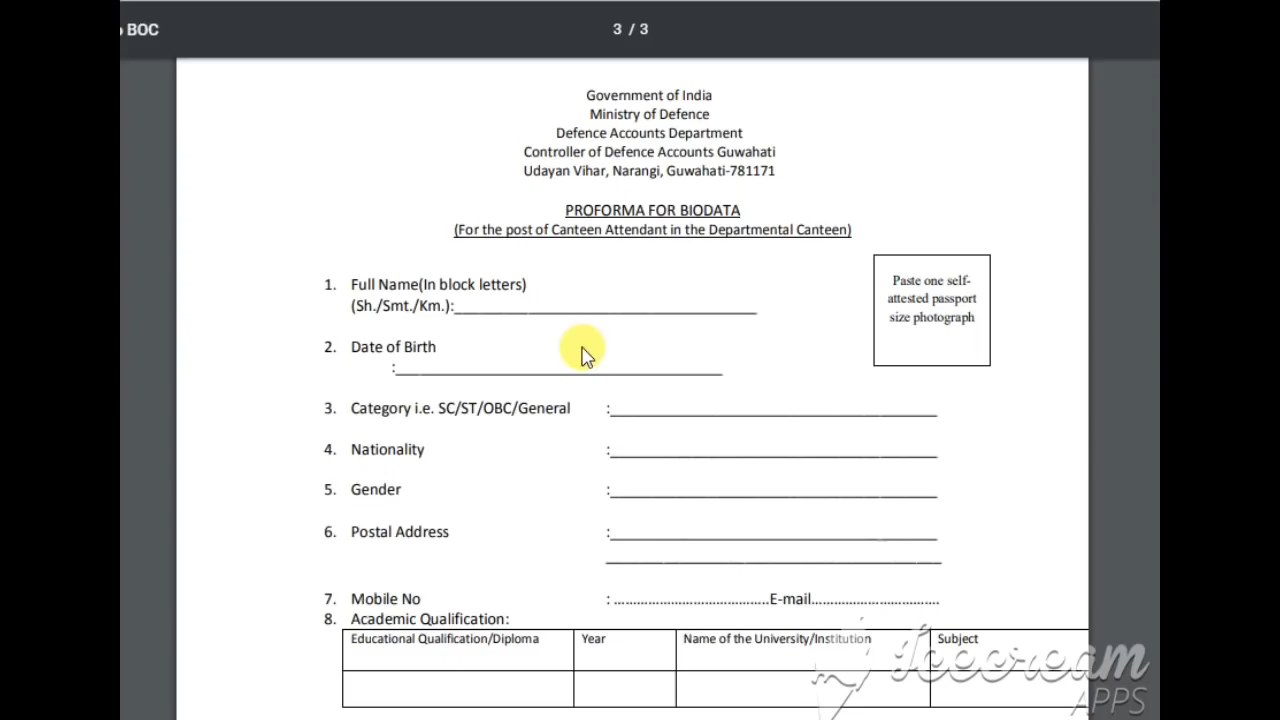 BOC
3 / 3
Government of India
Ministry of Defence
Defence Accounts Department
Controller of Defence Accounts Guwahati
Udayan Vihar, Narangi, Guwahati-781171
PROFORMA FOR BIODATA
(For the post of Canteen Attendant in the Departmental Canteen)
Paste one self-
attested passport
size photograph
1. Full Name(In block letters)
(Sh./Smt./Km.):
2. Date of Birth
:
3. Category i.e. SC/ST/OBC/General :
4. Nationality :
5. Gender :
6. Postal Address :
7. Mobile No : ........................................E-mail.................................
8. Academic Qualification:
Educational Qualification/Diploma Year Name of the University/Institution Subject
Icecream
APPS